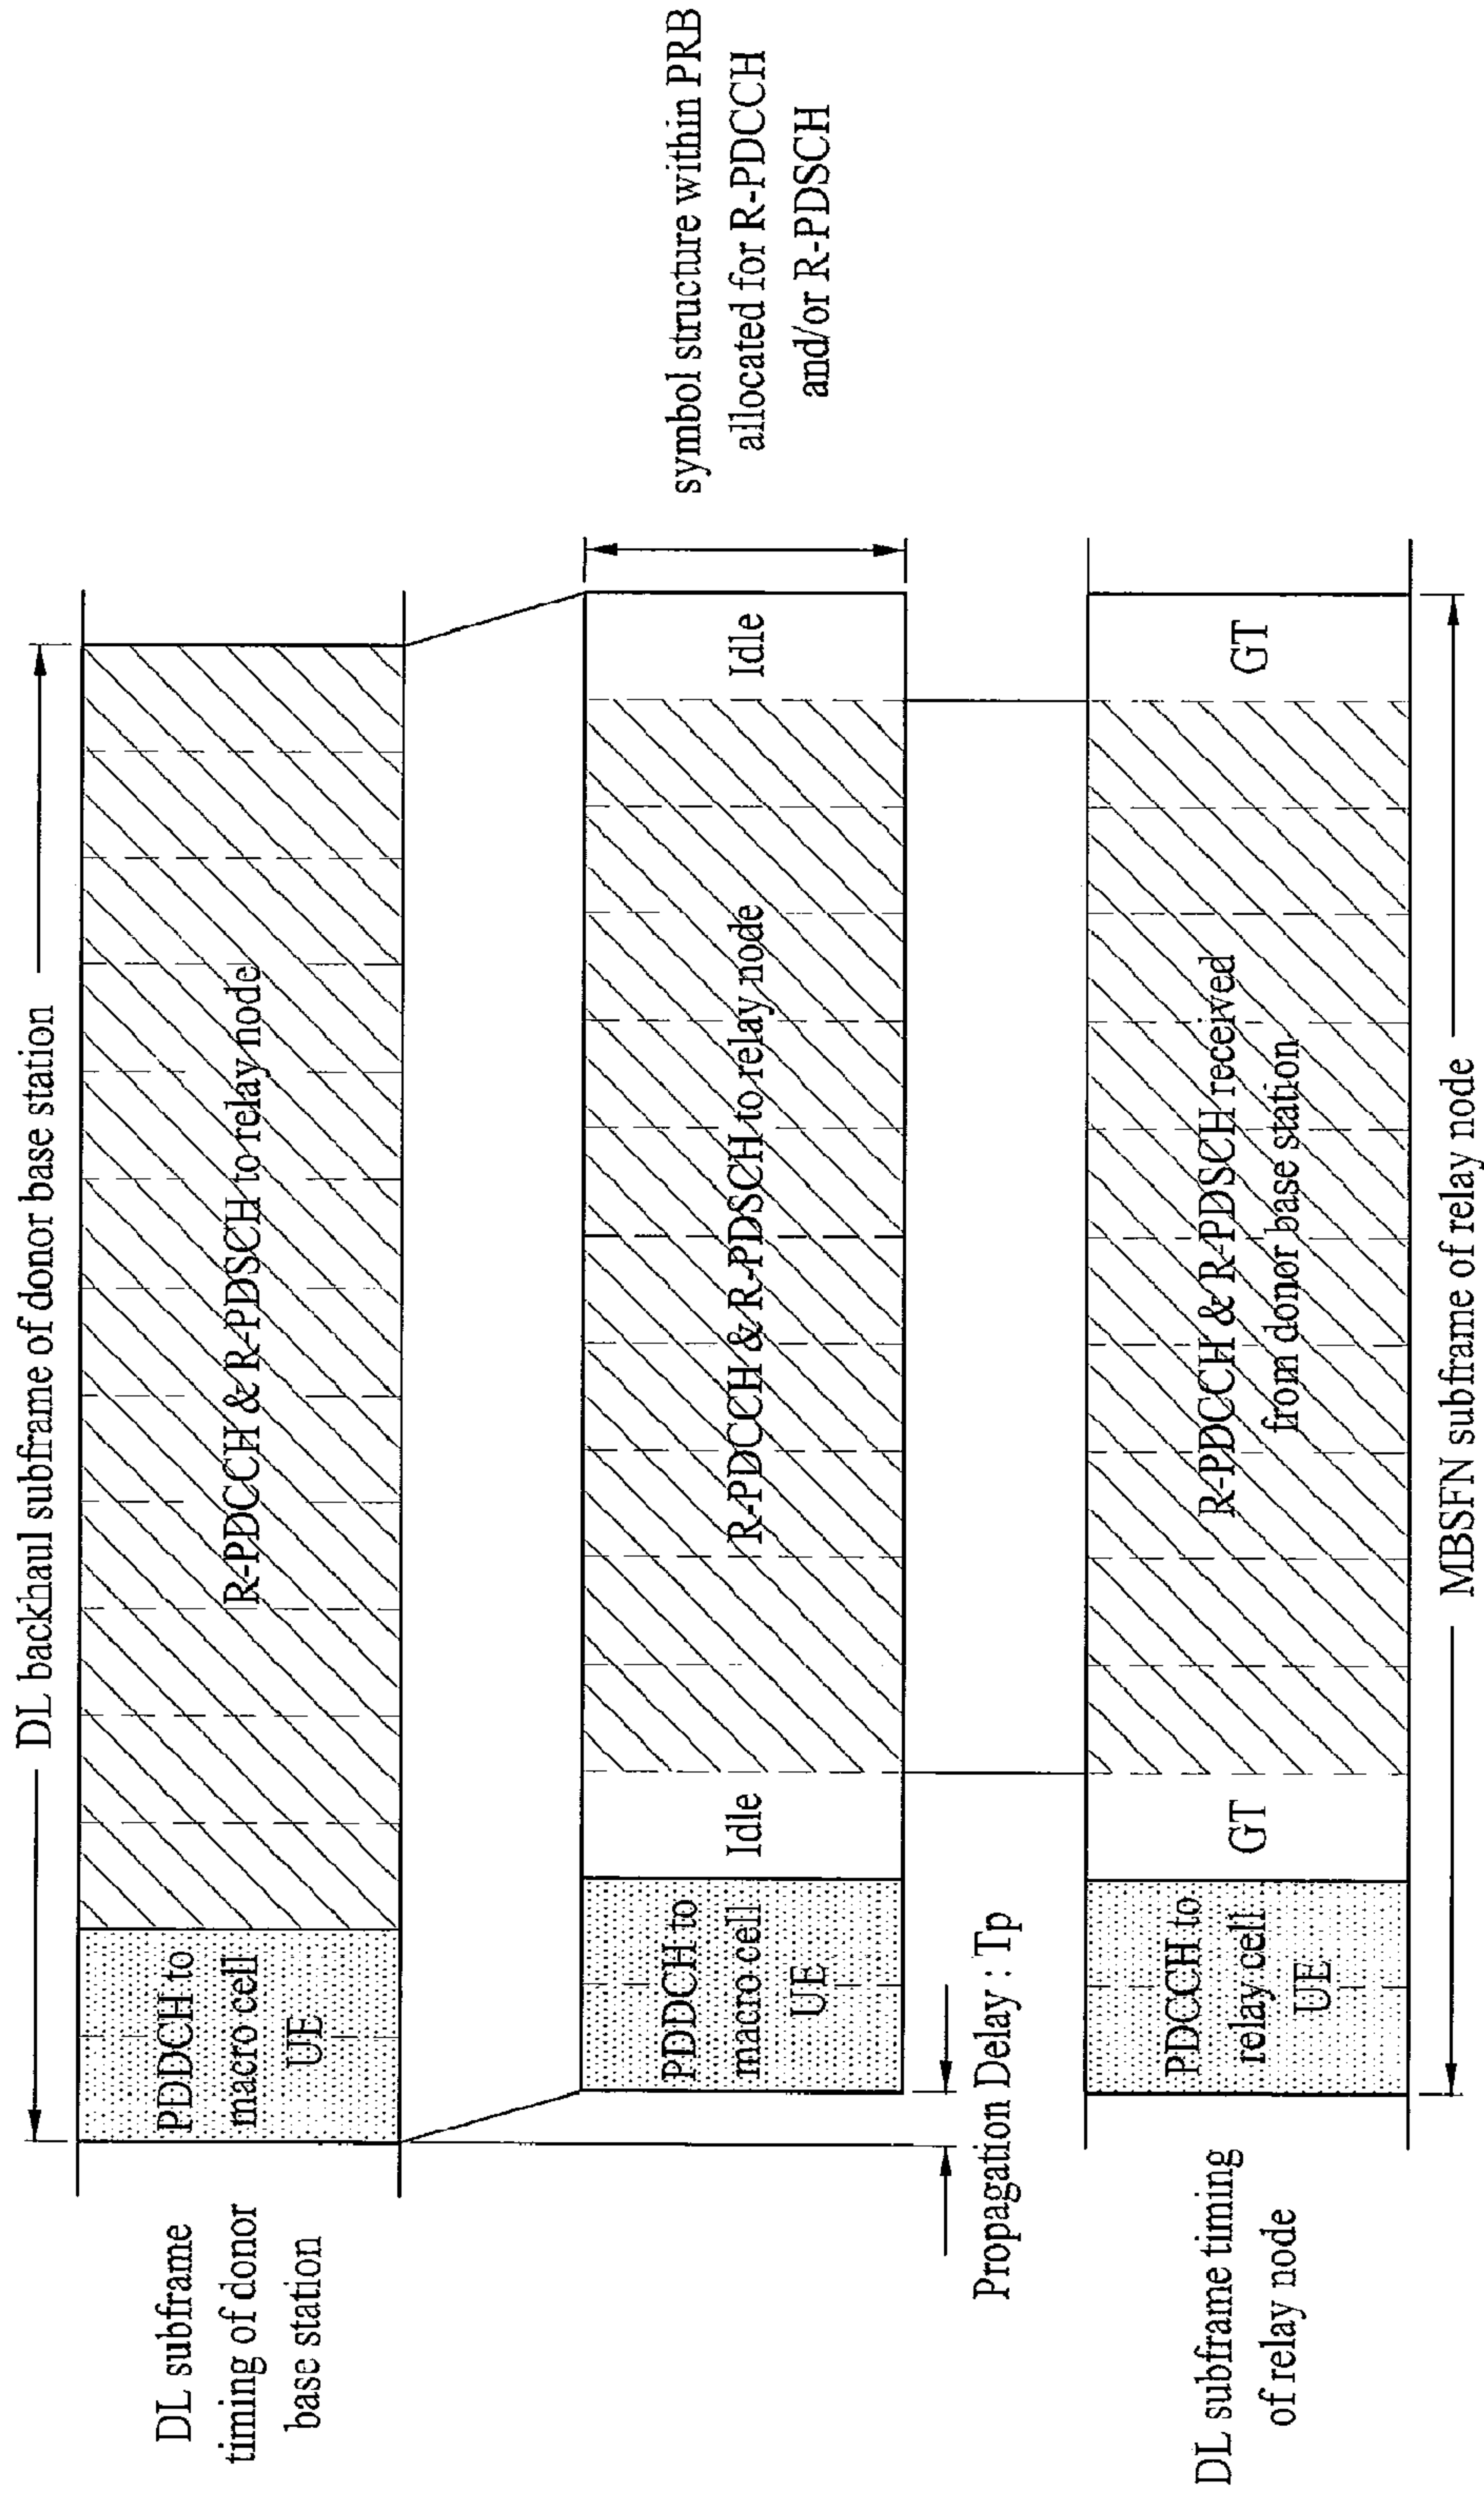 DL backhaul subframe of donor base station
DL subframe
timing of donor
base station
PDDCH to
macro cell
UE
R-PDCCH & R-PDSCH to relay node
PDDCH to
macro cell
UE
Idle
R-PDCCH & R-PDSCH to relay node
Idle
symbol structure within PRB
allocated for R-PDCCH
and/or R-PDSCH
Propagation Delay : Tp
DL subframe timing
of relay node
PDCCH to
relay cell
UE
GT
R-PDCCH & R-PDSCH received
from donor base station
GT
MBSFN subframe of relay node